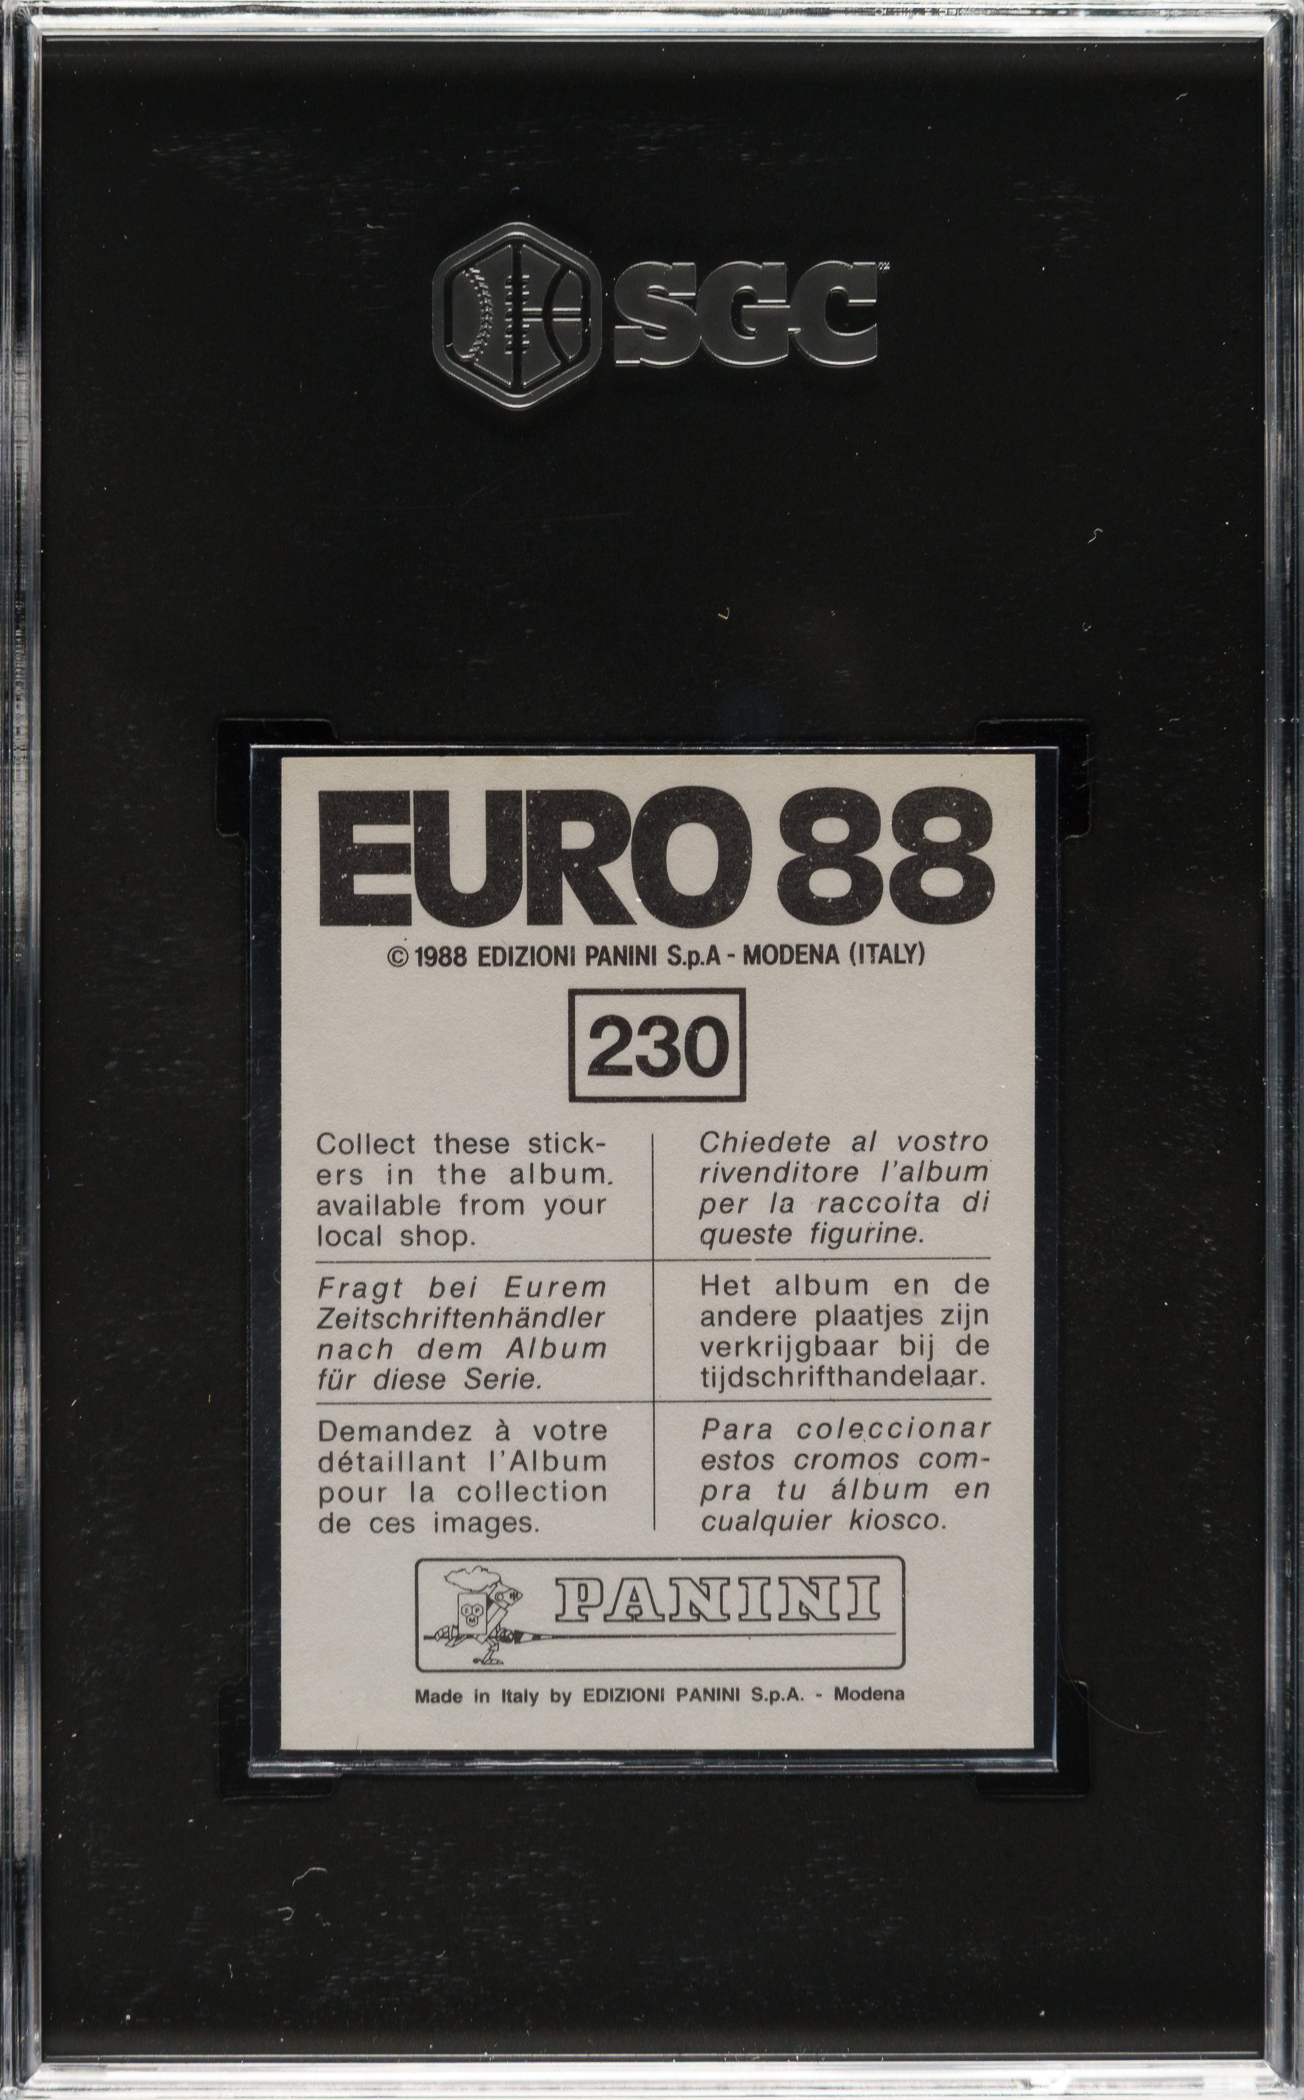 SGC
EURO 88
© 1988 EDIZIONI PANINI S.p.A - MODENA (ITALY)
230
Collect these stick-
ers in the album.
available from your
local shop.
Chiedete al vostro
rivenditore l'album
per la raccolta di
queste figurine.
Fragt bei Eurem
Zeitschriftenhändler
nach dem Album
für diese Serie.
Het album en de
andere plaatjes zijn
verkrijgbaar bij de
tijdschrifthandelaar.
Demandez à votre
détaillant l'Album
pour la collection
de ces images.
Para coleccionar
estos cromos com-
pra tu álbum en
cualquier kiosco.
PANINI
Made in Italy by EDIZIONI PANINI S.p.A. - Modena